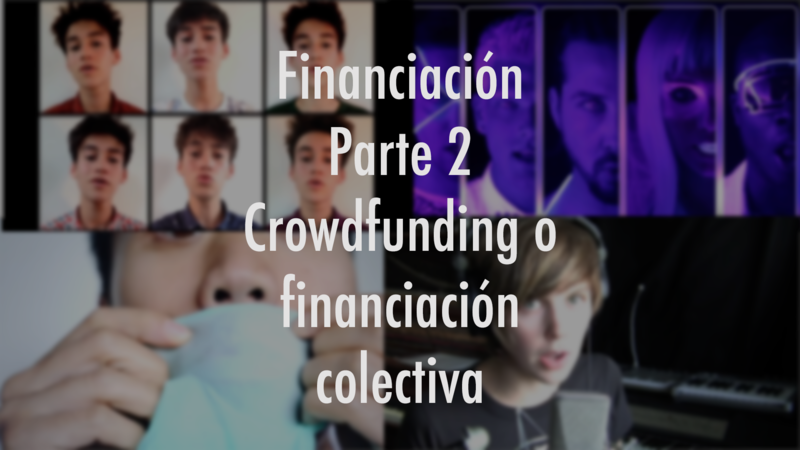 Financiación
Parte 2
Crowdfunding o
financiación
colectiva